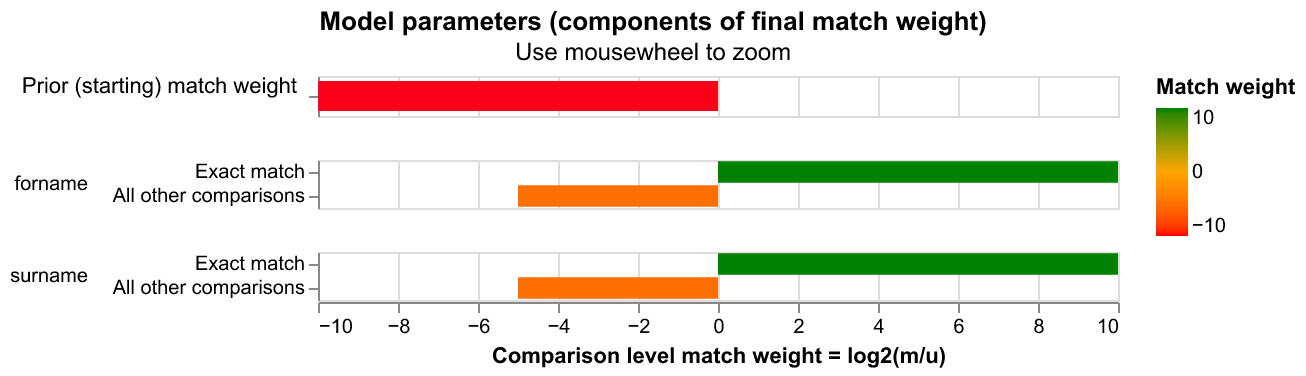 Model parameters (components of final match weight)
Use mousewheel to zoom
Prior (starting) match weight
Match weight
10
0
−10
forname
Exact match
All other comparisons
surname
Exact match
All other comparisons
−10 −8 −6 −4 −2 0 2 4 6 8 10
Comparison level match weight = log2(m/u)